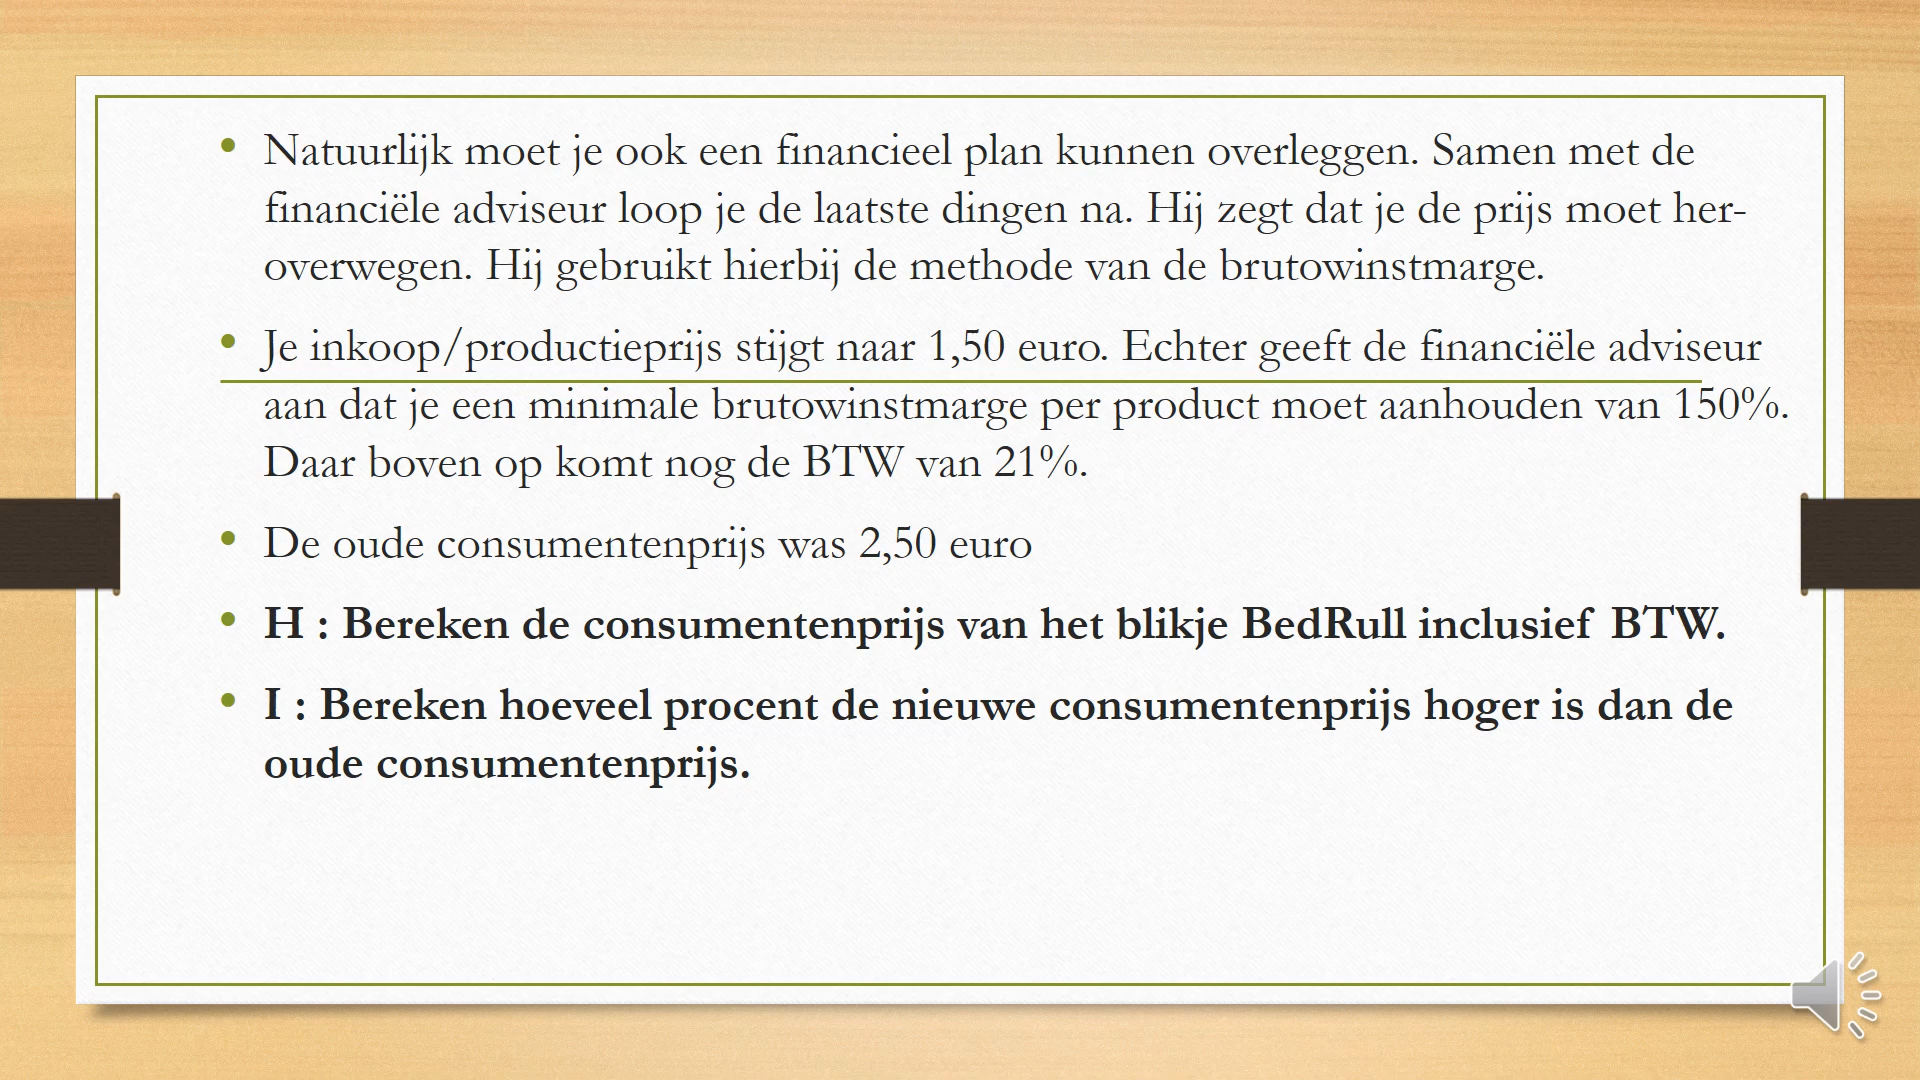 Natuurlijk moet je ook een financieel plan kunnen overleggen. Samen met de
financiële adviseur loop je de laatste dingen na. Hij zegt dat je de prijs moet her-
overwegen. Hij gebruikt hierbij de methode van de brutowinstmarge.
Je inkoop/productieprijs stijgt naar 1,50 euro. Echter geeft de financiële adviseur
aan dat je een minimale brutowinstmarge per product moet aanhouden van 150%.
Daar boven op komt nog de BTW van 21%.
De oude consumentenprijs was 2,50 euro
H : Bereken de consumentenprijs van het blikje BedRull inclusief BTW.
I : Bereken hoeveel procent de nieuwe consumentenprijs hoger is dan de
oude consumentenprijs.